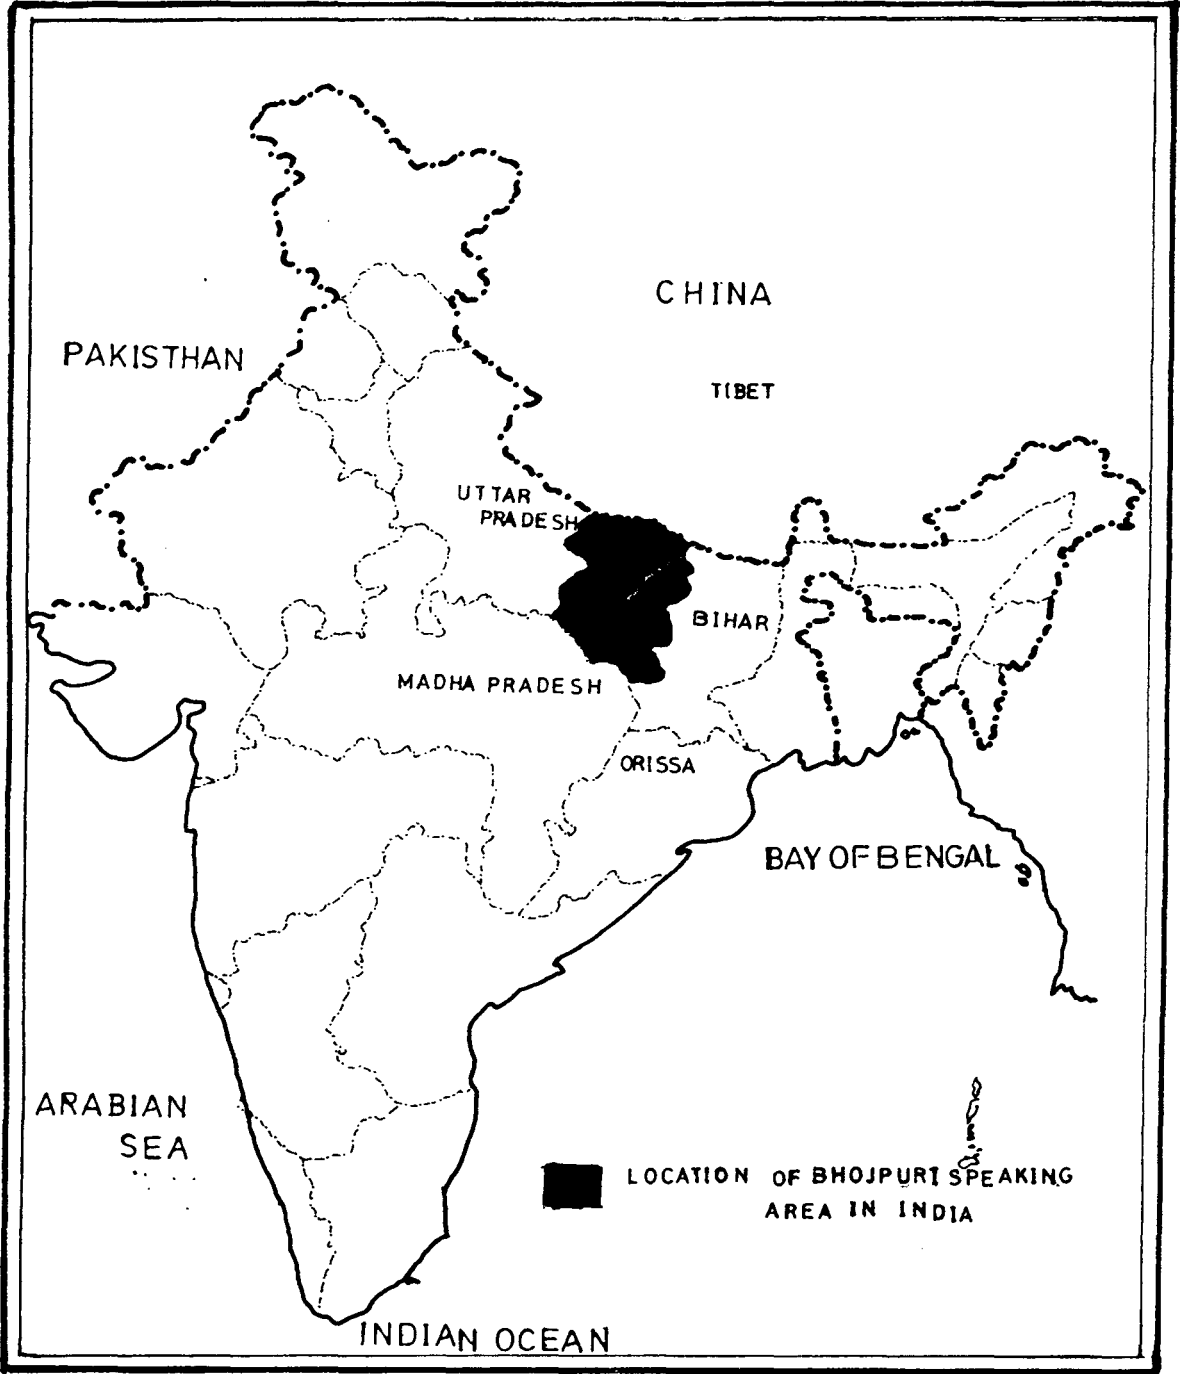 CHINA
PAKISTHAN
TIBET
UTTAR
PRADESH
BIHAR
MADHA PRADESH
ORISSA
BAY OF BENGAL
ARABIAN
SEA
LOCATION OF BHOJPURI SPEAKING
AREA IN INDIA
INDIAN OCEAN